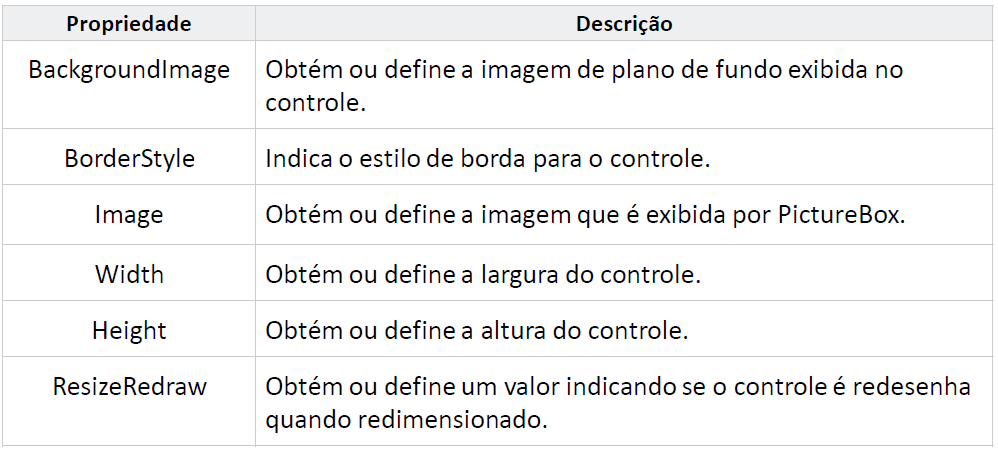 Propriedade Descrição
BackgroundImage Obtém ou define a imagem de plano de fundo exibida no
controle.
BorderStyle Indica o estilo de borda para o controle.
Image Obtém ou define a imagem que é exibida por PictureBox.
Width Obtém ou define a largura do controle.
Height Obtém ou define a altura do controle.
ResizeRedraw Obtém ou define um valor indicando se o controle é redesenha
quando redimensionado.